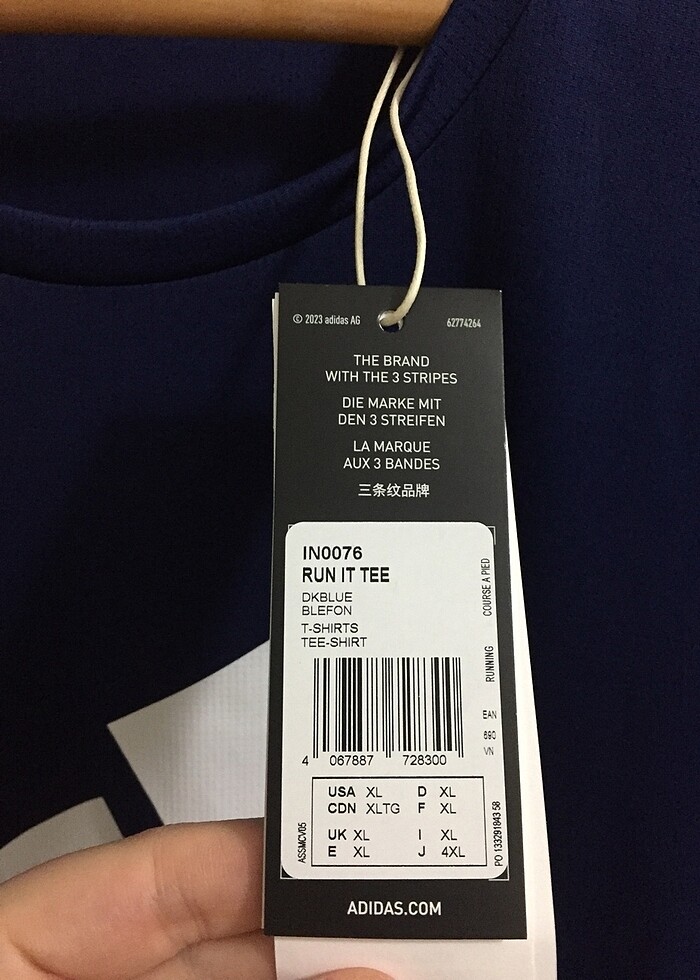 © 2023 adidas AG 62774264
THE BRAND
WITH THE 3 STRIPES
DIE MARKE MIT
DEN 3 STREIFEN
LA MARQUE
AUX 3 BANDES
三条纹品牌
IN0076
RUN IT TEE
DKBLUE
BLEFON
T-SHIRTS
TEE-SHIRT
COURSE A PIED
RUNNING
EAN
690
VN
4 067887 728300
USA XL D XL
CDN XLTG F XL
UK XL I XL
E XL J 4XL
ASSMCV05
PO 133291843 58
ADIDAS.COM